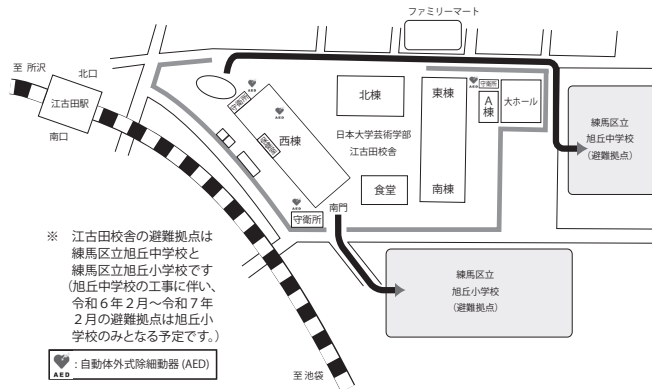 ファミリーマート
至 所沢
北口
江古田駅
南口
守衛所
AED
AED
西棟
北棟
日本大学芸術学部
江古田校舎
食堂
東棟
南棟
AED
守衛所
A棟
大ホール
練馬区立
旭丘中学校
(避難拠点)
AED
守衛所
南門
練馬区立
旭丘小学校
(避難拠点)
※ 江古田校舎の避難拠点は
練馬区立旭丘中学校と
練馬区立旭丘小学校です
(旭丘中学校の工事に伴い、
令和6年2月～令和7年
2月の避難拠点は旭丘小
学校のみとなる予定です。)
AED
: 自動体外式除細動器 (AED)
至 池袋